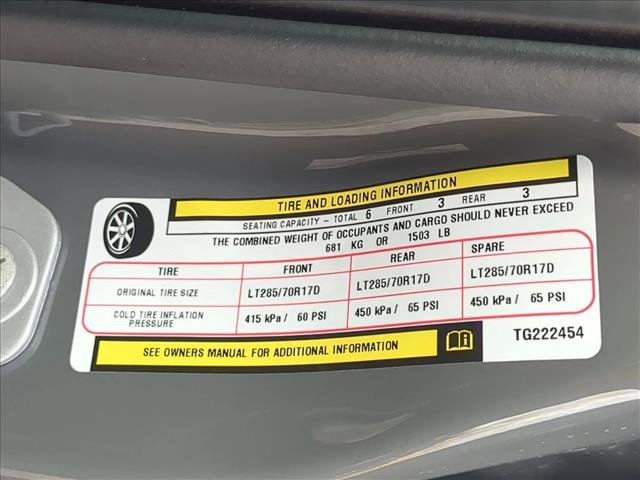 TIRE AND LOADING INFORMATION
SEATING CAPACITY - TOTAL 6 FRONT 3 REAR 3
THE COMBINED WEIGHT OF OCCUPANTS AND CARGO SHOULD NEVER EXCEED
681 KG OR 1503 LB
TIRE FRONT REAR SPARE
ORIGINAL TIRE SIZE LT285/70R17D LT285/70R17D LT285/70R17D
COLD TIRE INFLATION
PRESSURE 415 kPa / 60 PSI 450 kPa / 65 PSI 450 kPa / 65 PSI
SEE OWNERS MANUAL FOR ADDITIONAL INFORMATION
TG222454